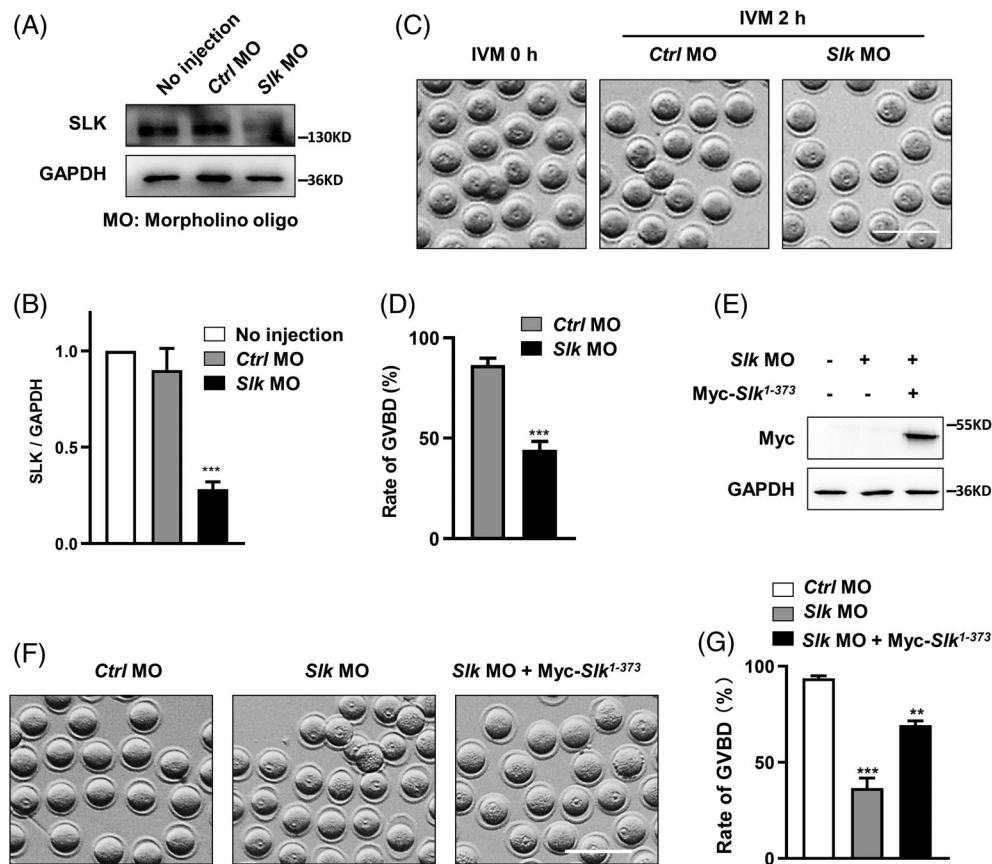 (A)
No injection
Ctrl MO
Slk MO
SLK
–130KD
GAPDH
–36KD
MO: Morpholino oligo
(C)
IVM 2 h
IVM 0 h
Ctrl MO
Slk MO
(B)
SLK / GAPDH
1.0
0.5
0.0
No injection
Ctrl MO
Slk MO
***
(D)
Rate of GVBD (%)
100
50
0
Ctrl MO
Slk MO
***
(E)
Slk MO - + +
Myc-Slk¹⁻³⁷³ - - +
Myc
–55KD
GAPDH
–36KD
(F)
Ctrl MO
Slk MO
Slk MO + Myc-Slk¹⁻³⁷³
(G)
Ctrl MO
Slk MO
Slk MO + Myc-Slk¹⁻³⁷³
Rate of GVBD (%)
100
50
0
***
**